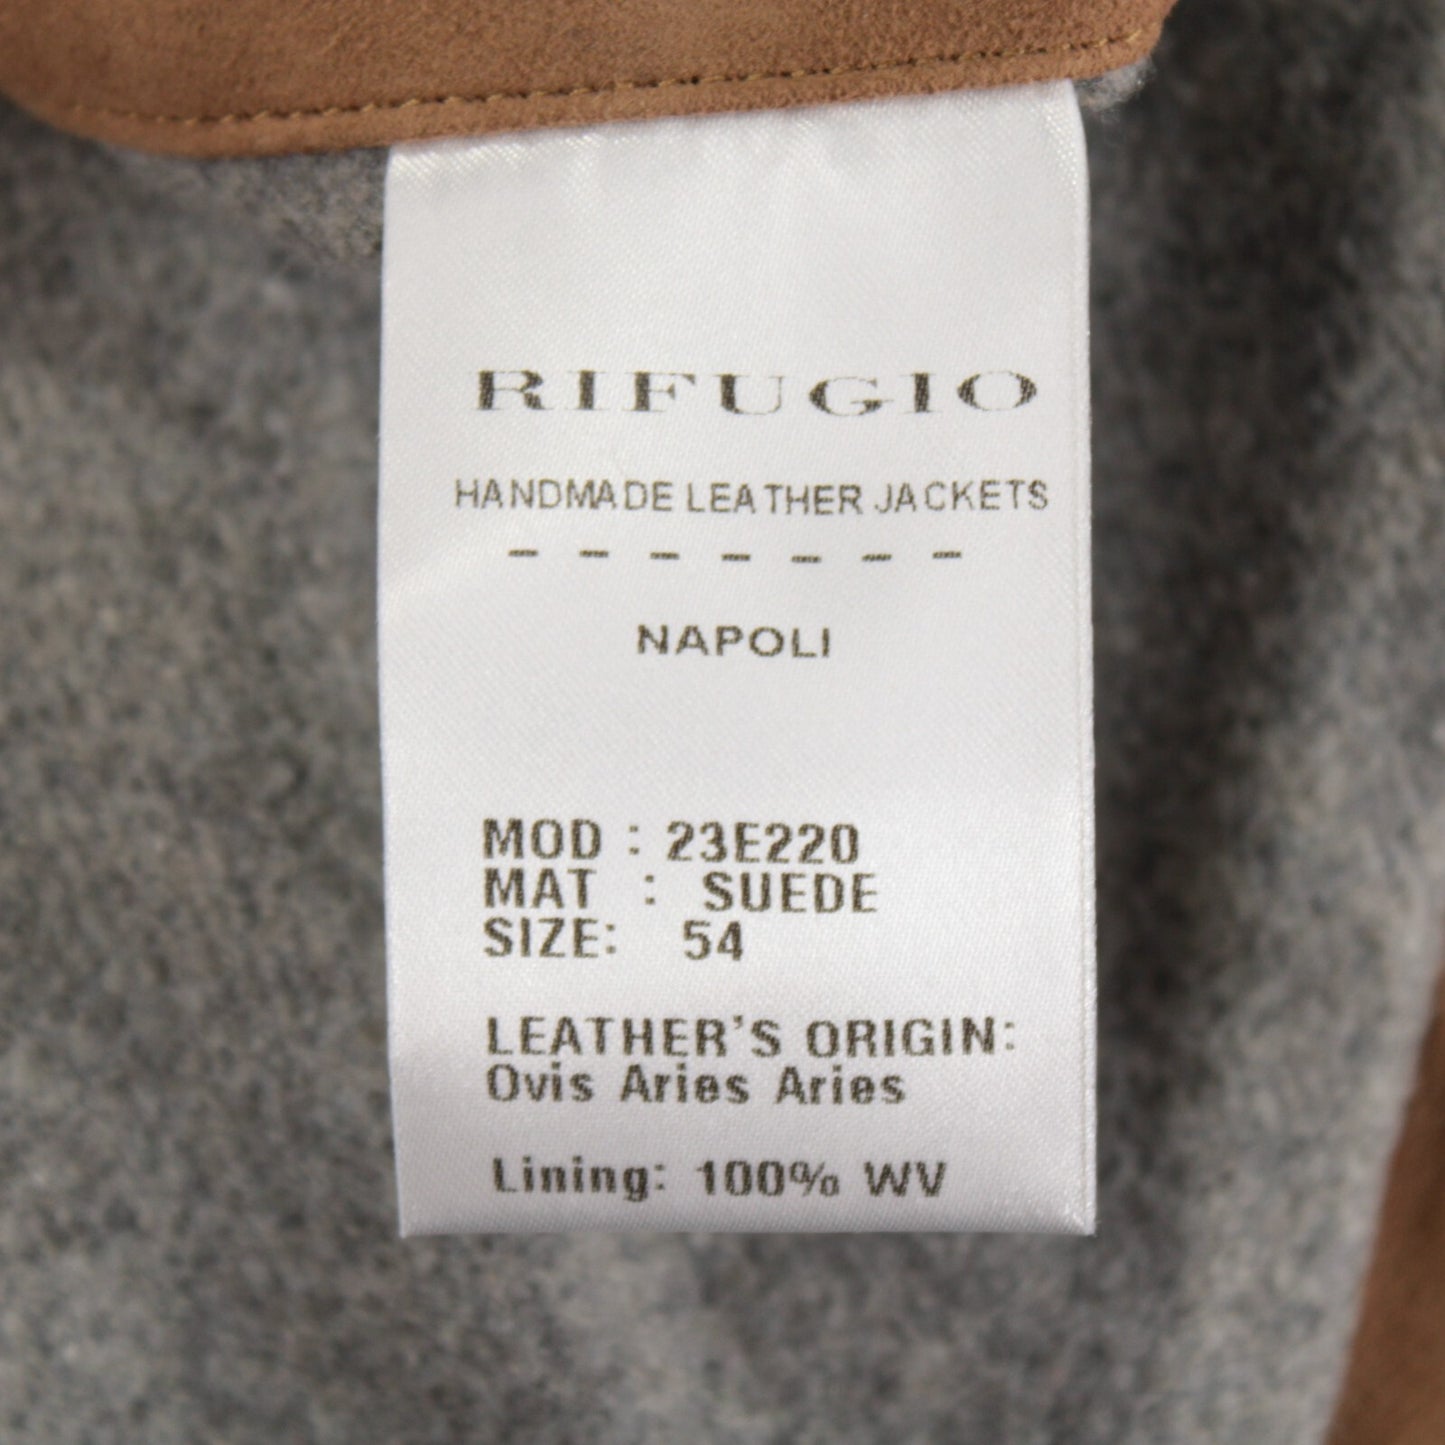 RIFUGIO
HANDMADE LEATHER JACKETS
- - - - - - -
NAPOLI
MOD : 23E220
MAT : SUEDE
SIZE: 54
LEATHER'S ORIGIN:
Ovis Aries Aries
Lining: 100% WV